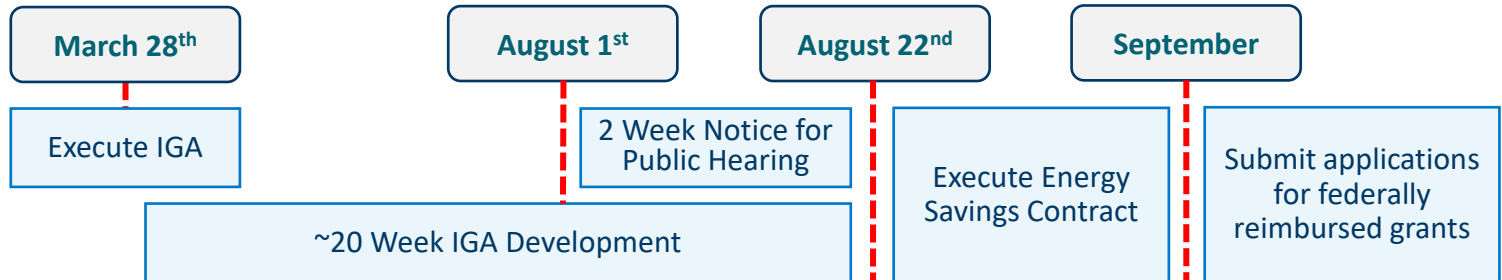 March 28th
August 1st
August 22nd
September
Execute IGA
2 Week Notice for
Public Hearing
~20 Week IGA Development
Execute Energy
Savings Contract
Submit applications
for federally
reimbursed grants